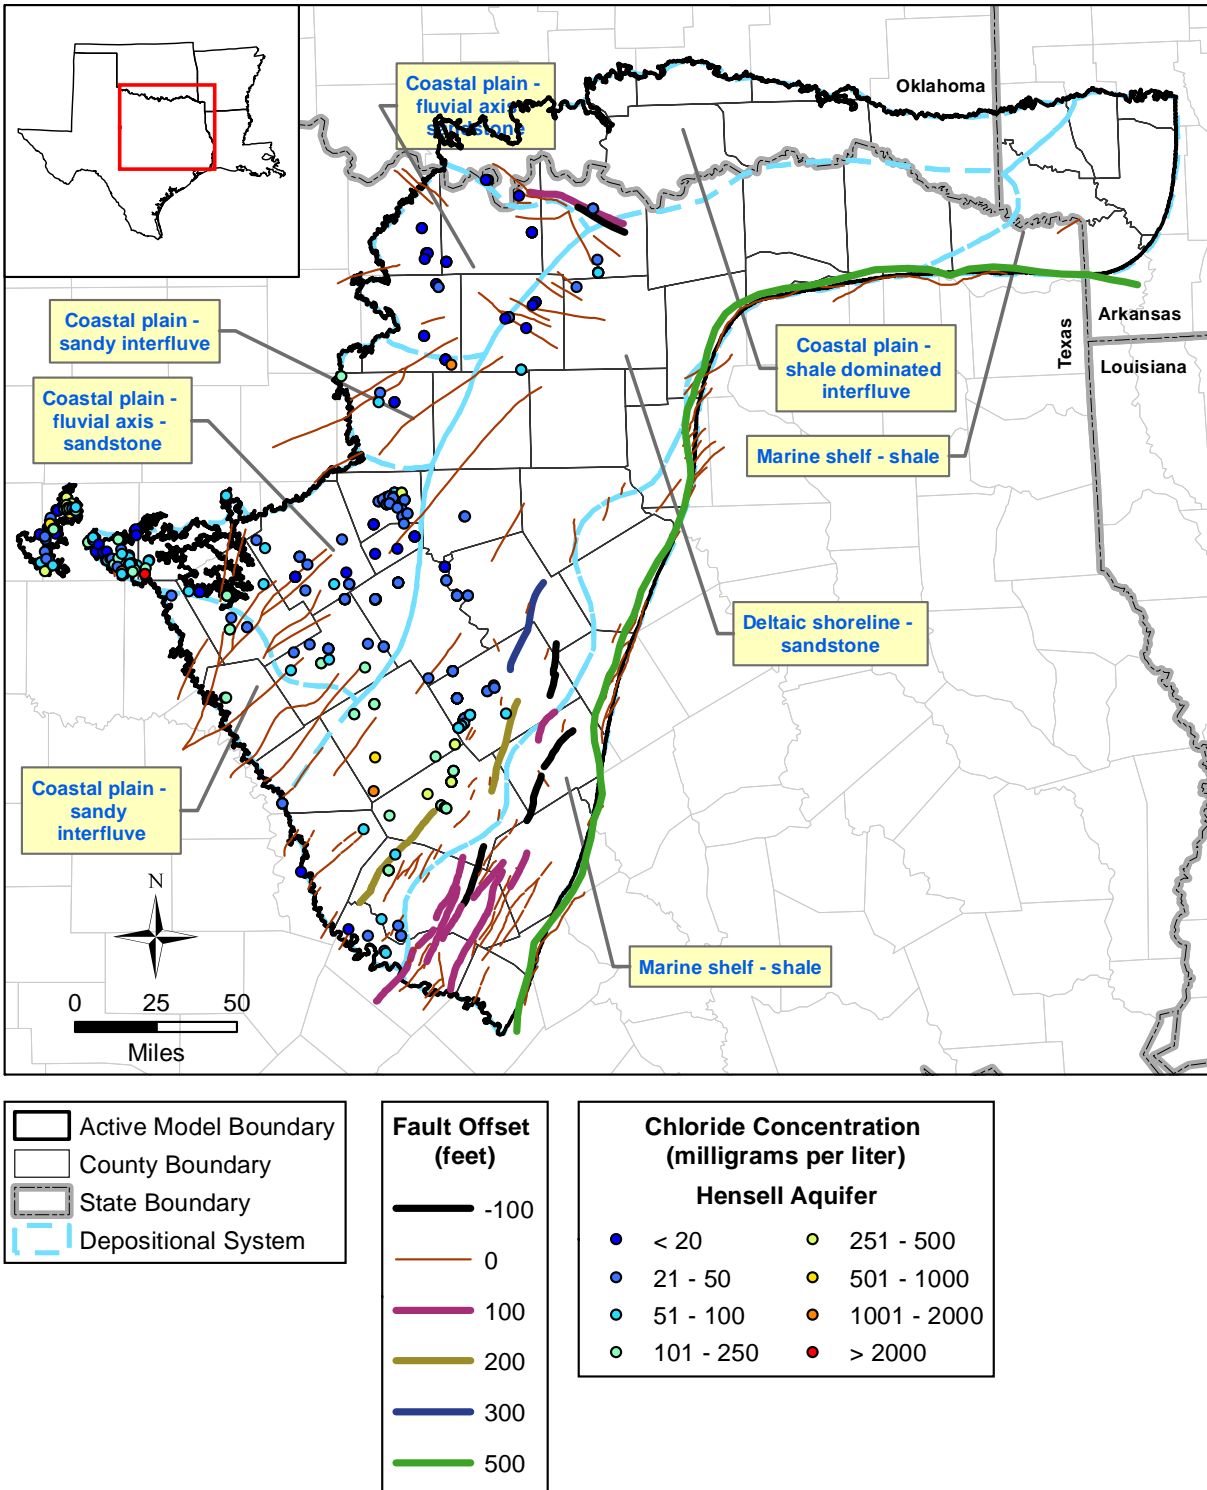 Coastal plain -
fluvial axis -
sandstone
Oklahoma
Coastal plain -
sandy interfluve
Coastal plain -
fluvial axis -
sandstone
Texas
Arkansas
Louisiana
Coastal plain -
shale dominated
interfluve
Marine shelf - shale
Deltaic shoreline -
sandstone
Coastal plain -
sandy
interfluve
N
Marine shelf - shale
0 25 50
Miles
Active Model Boundary
County Boundary
State Boundary
Depositional System
Fault Offset
(feet)
-100
0
100
200
300
500
Chloride Concentration
(milligrams per liter)
Hensell Aquifer
< 20
21 - 50
51 - 100
101 - 250
251 - 500
501 - 1000
1001 - 2000
> 2000